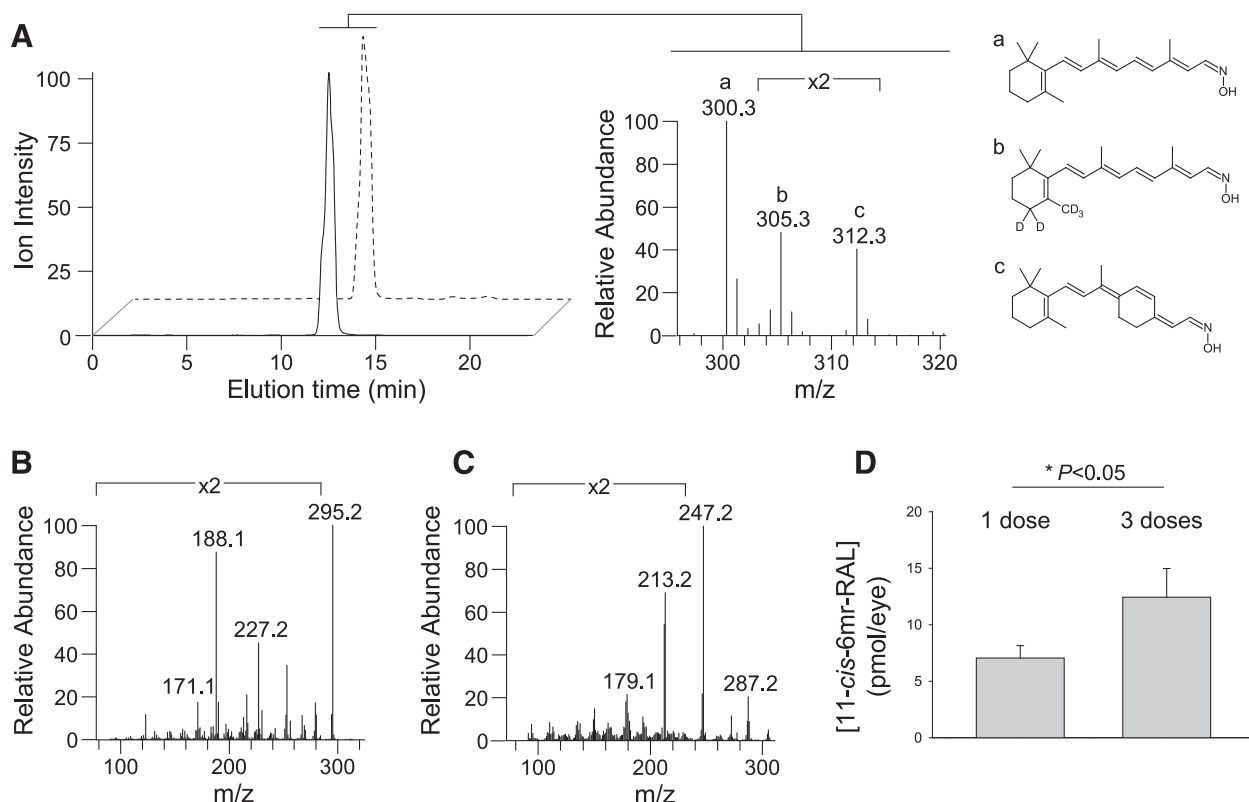 A
Ion Intensity
100
75
50
25
0
0
5
10
15
20
Elution time (min)
Relative Abundance
100
80
60
40
20
0
a
300.3
x2
b
305.3
c
312.3
300
310
320
m/z
a
N
OH
b
N
OH
CD3
D
D
c
N
OH
B
x2
Relative Abundance
100
80
60
40
20
0
295.2
188.1
227.2
171.1
100
200
300
m/z
C
x2
Relative Abundance
100
80
60
40
20
0
247.2
213.2
179.1
287.2
100
200
300
m/z
D
* P<0.05
1 dose
3 doses
[11-cis-6mr-RAL]
(pmol/eye)
20
15
10
5
0